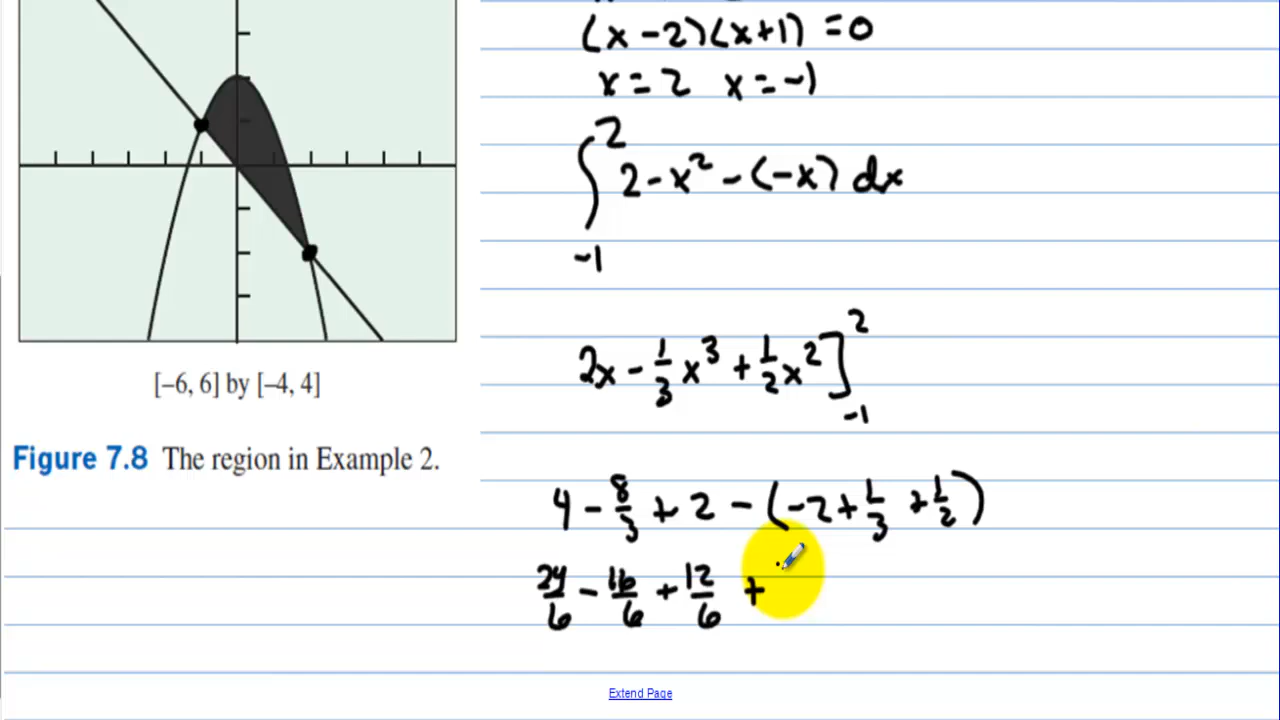 (x - 2)(x + 1) = 0
x = 2 x = -1
∫ 2 -1 2 - x² - (-x) dx
2x - 1/3 x³ + 1/2 x² ] 2 -1
4 - 8/3 + 2 - (-2 + 1/3 + 1/2)
24/6 - 16/6 + 12/6 +
[–6, 6] by [–4, 4]
Figure 7.8 The region in Example 2.
Extend Page